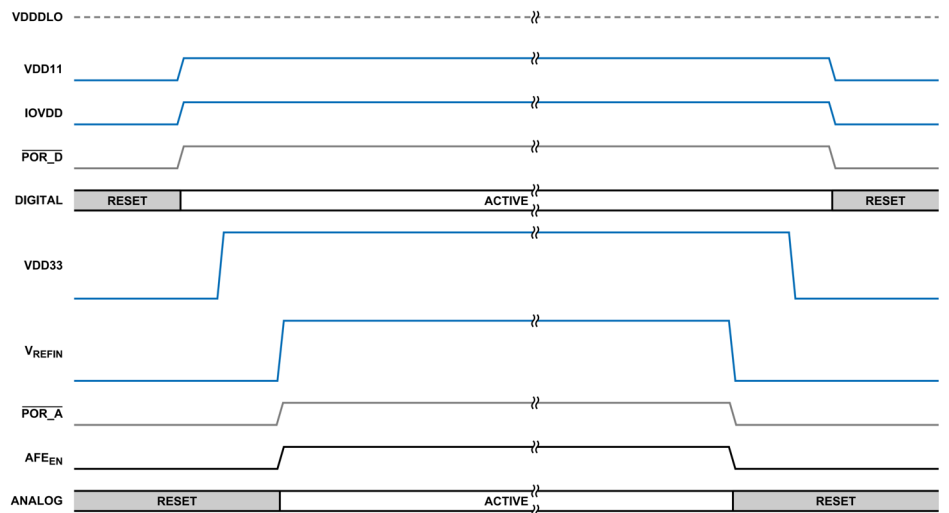 VDDDLO
VDD11
IOVDD
POR_D
DIGITAL RESET ACTIVE RESET
VDD33
VREFIN
POR_A
AFEEN
ANALOG RESET ACTIVE RESET